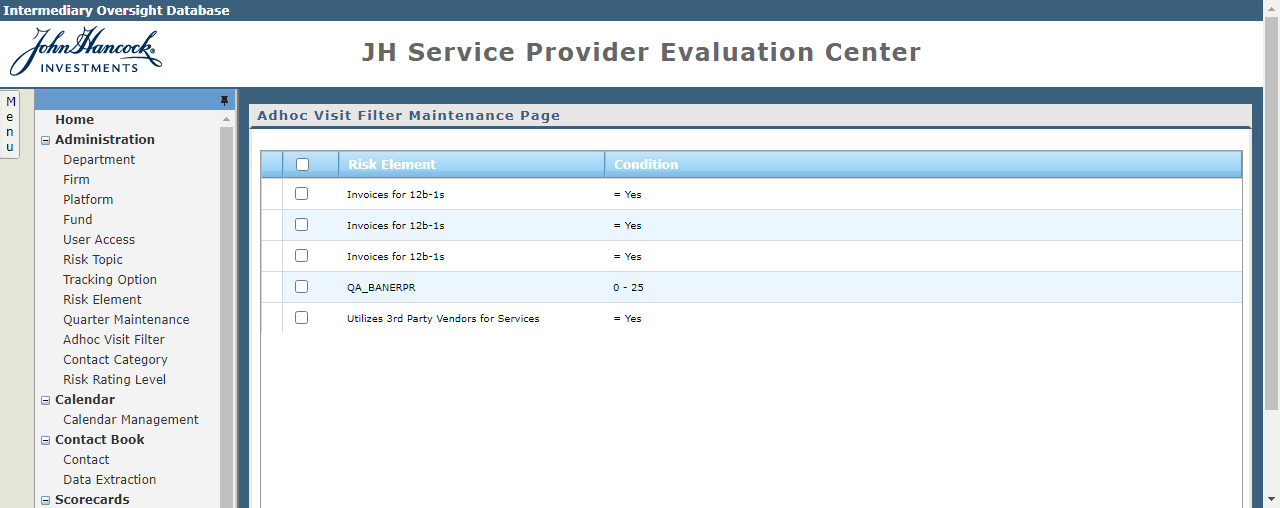 Intermediary Oversight Database
John Hancock
INVESTMENTS
JH Service Provider Evaluation Center
Menu
Home
Administration
Department
Firm
Platform
Fund
User Access
Risk Topic
Tracking Option
Risk Element
Quarter Maintenance
Adhoc Visit Filter
Contact Category
Risk Rating Level
Calendar
Calendar Management
Contact Book
Contact
Data Extraction
Scorecards
Adhoc Visit Filter Maintenance Page
Risk Element Condition
Invoices for 12b-1s = Yes
Invoices for 12b-1s = Yes
Invoices for 12b-1s = Yes
QA_BANERPR 0 - 25
Utilizes 3rd Party Vendors for Services = Yes